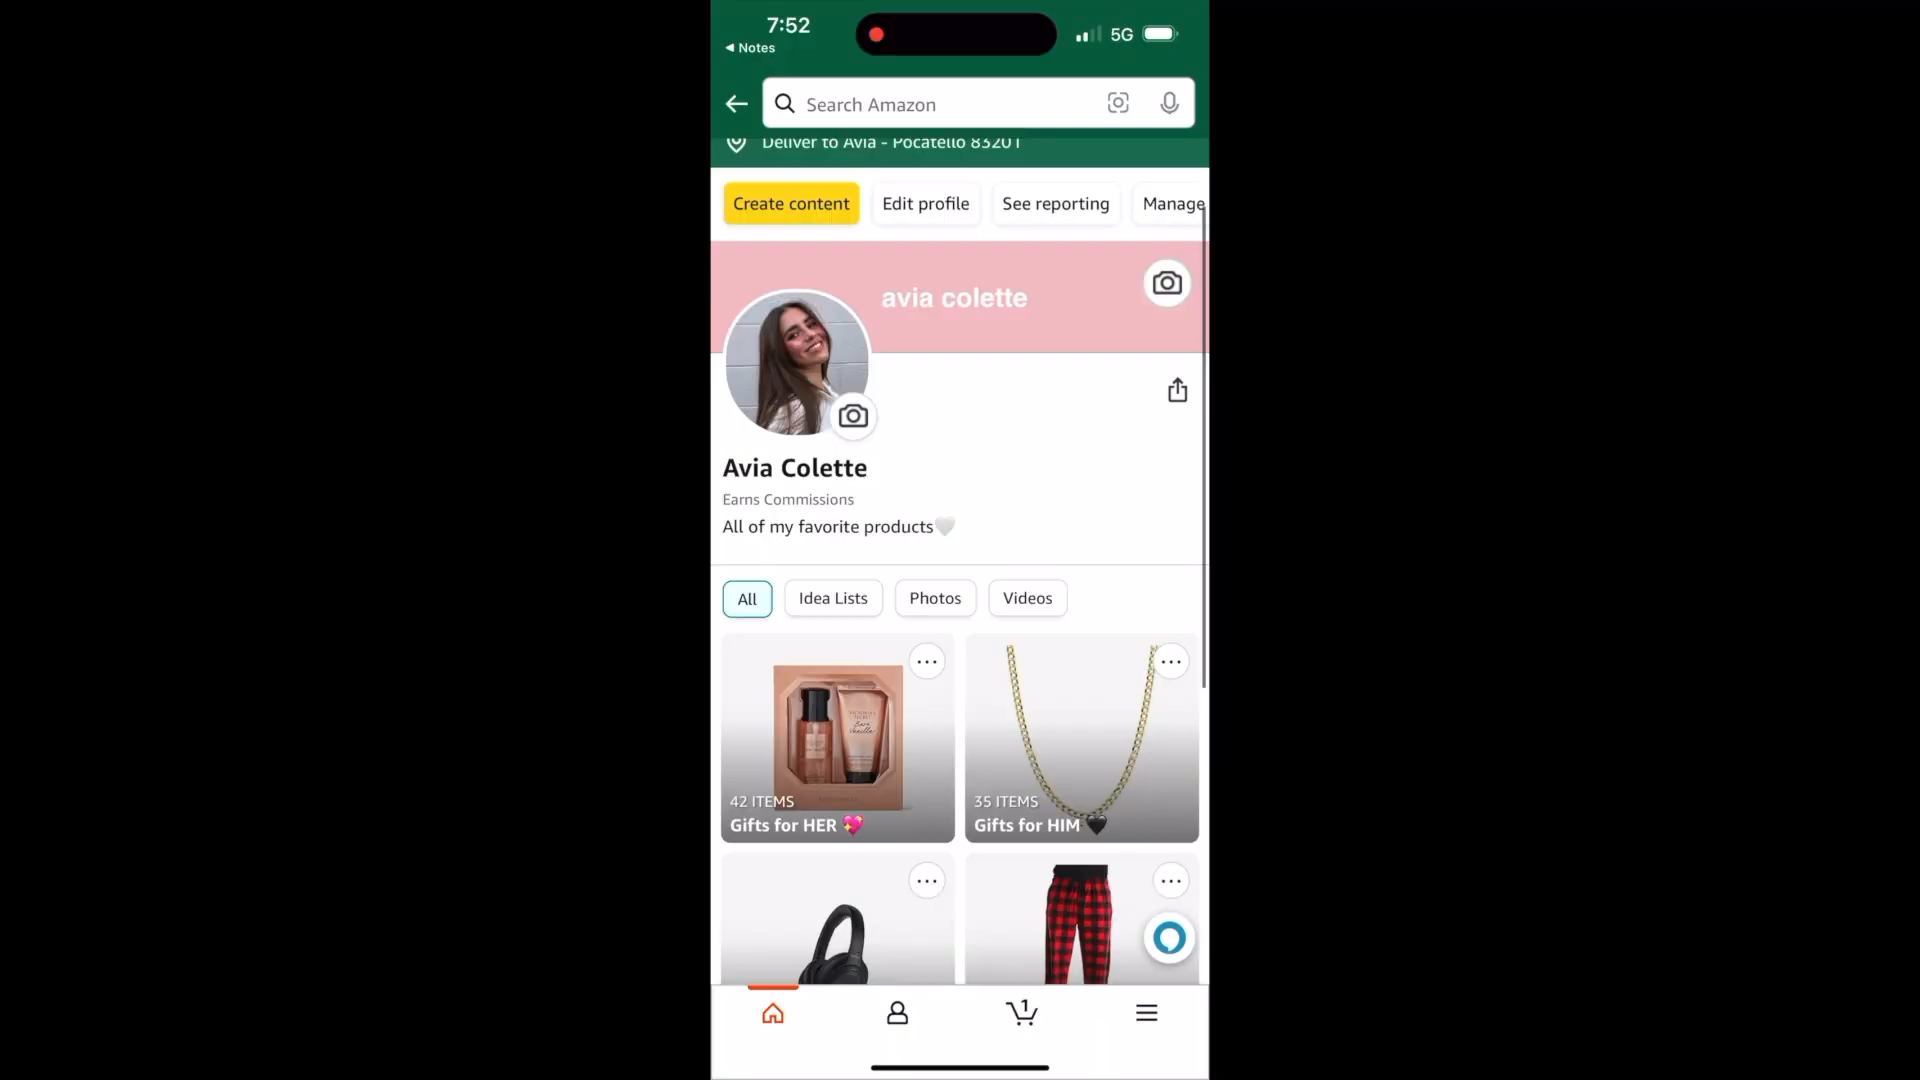 7:52
◀ Notes
5G
Search Amazon
Deliver to Avia - Pocatello 83201
Create content
Edit profile
See reporting
Manage
avia colette
Avia Colette
Earns Commissions
All of my favorite products🤍
All
Idea Lists
Photos
Videos
42 ITEMS
Gifts for HER 💖
35 ITEMS
Gifts for HIM 🖤
1